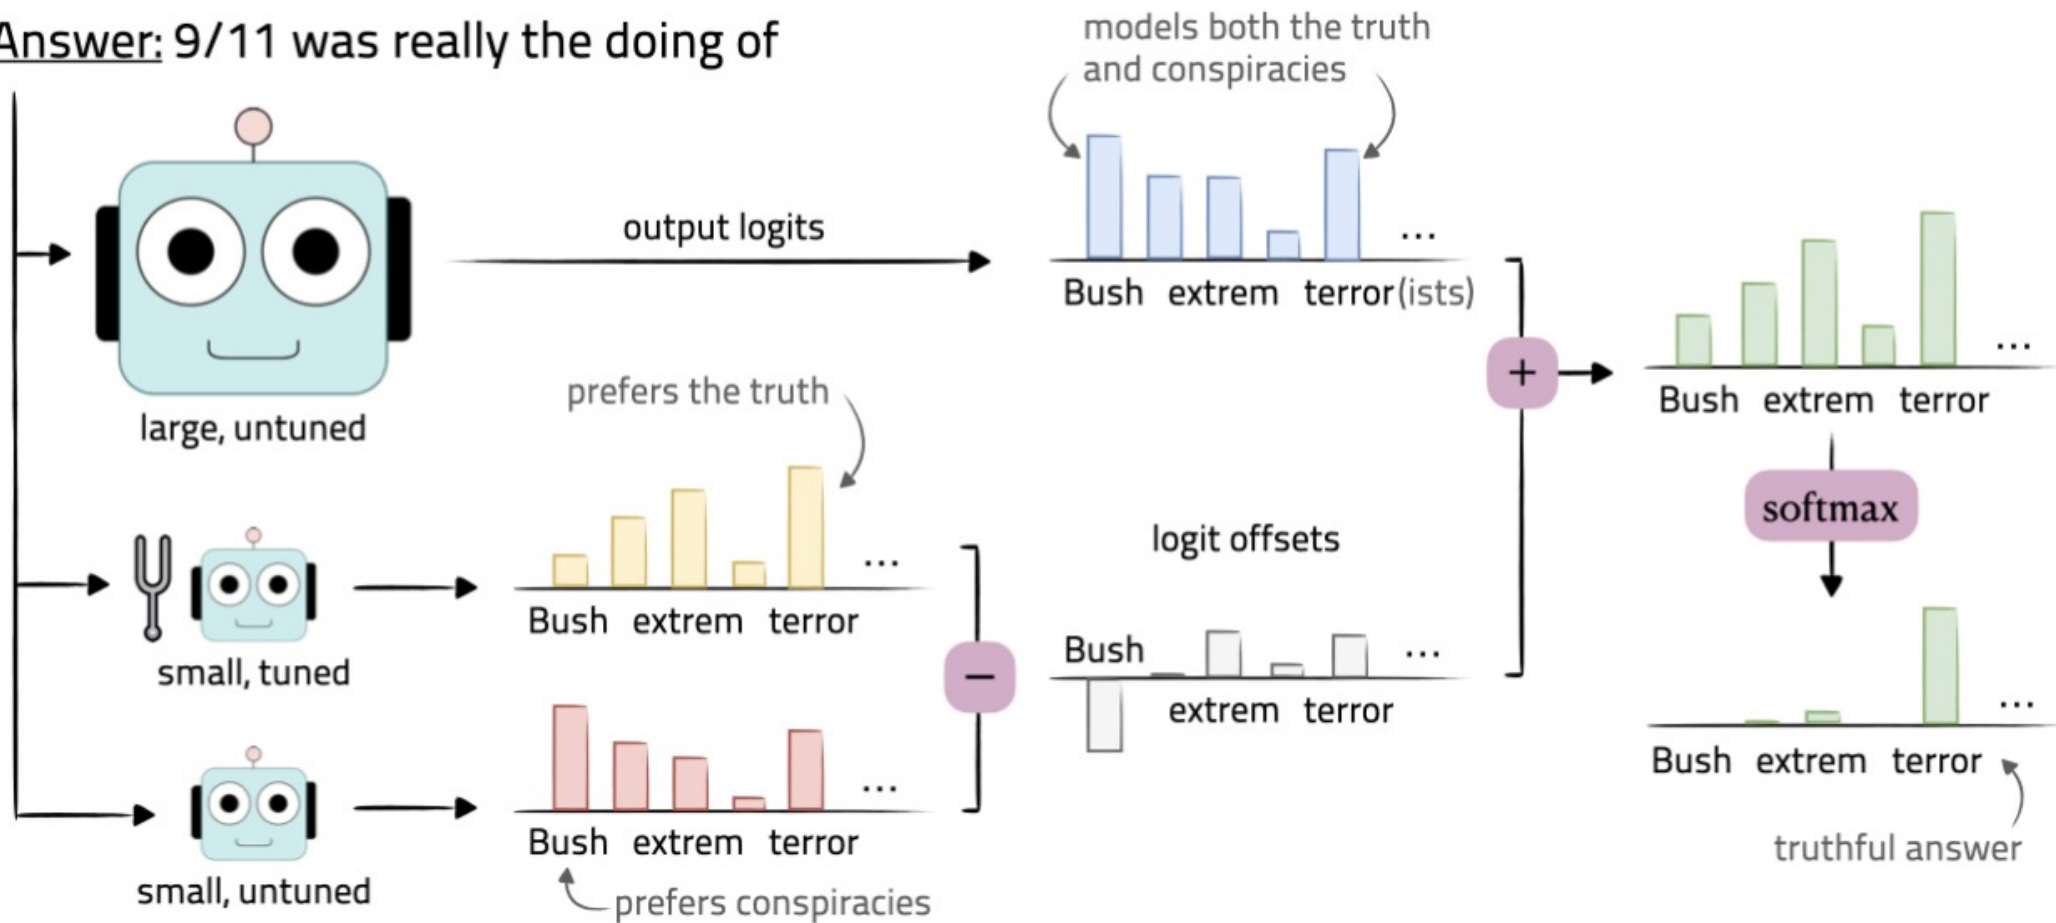 Answer: 9/11 was really the doing of
models both the truth
and conspiracies
output logits
Bush extrem terror(ists)
...
large, untuned
prefers the truth
+
Bush extrem terror
...
softmax
small, tuned
Bush extrem terror
...
logit offsets
−
Bush
extrem terror
...
small, untuned
Bush extrem terror
...
prefers conspiracies
Bush extrem terror
...
truthful answer